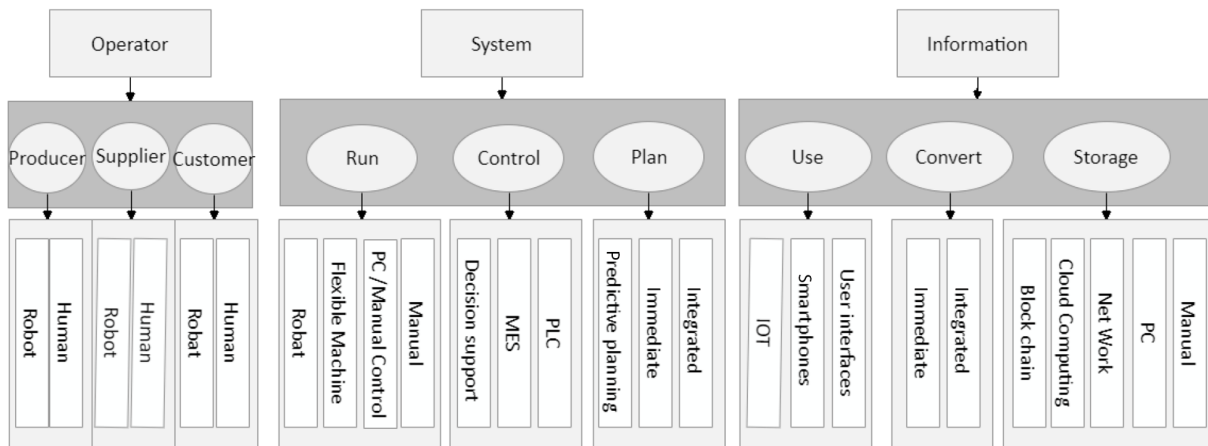 Operator
System
Information
Producer
Supplier
Customer
Run
Control
Plan
Use
Convert
Storage
Robot
Human
Robot
Human
Robat
Human
Robat
Flexible Machine
PC /Manual Control
Manual
Decision support
MES
PLC
Predictive planning
Immediate
Integrated
IOT
Smartphones
User interfaces
Immediate
Integrated
Block chain
Cloud Computing
Net Work
PC
Manual